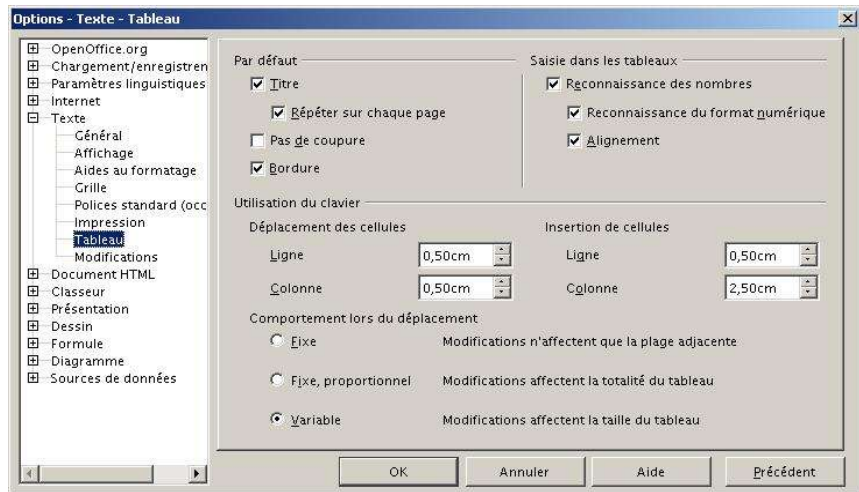 Options - Texte - Tableau
OpenOffice.org
Chargement/enregistren
Paramètres linguistiques
Internet
Texte
Général
Affichage
Aides au formatage
Grille
Polices standard (occ
Impression
Tableau
Modifications
Document HTML
Classeur
Présentation
Dessin
Formule
Diagramme
Sources de données
Par défaut
Titre
Répéter sur chaque page
Pas de coupure
Bordure
Saisie dans les tableaux
Reconnaissance des nombres
Reconnaissance du format numérique
Alignement
Utilisation du clavier
Déplacement des cellules
Ligne 0,50cm
Colonne 0,50cm
Insertion de cellules
Ligne 0,50cm
Colonne 2,50cm
Comportement lors du déplacement
Fixe Modifications n'affectent que la plage adjacente
Fixe, proportionnel Modifications affectent la totalité du tableau
Variable Modifications affectent la taille du tableau
OK Annuler Aide Précédent